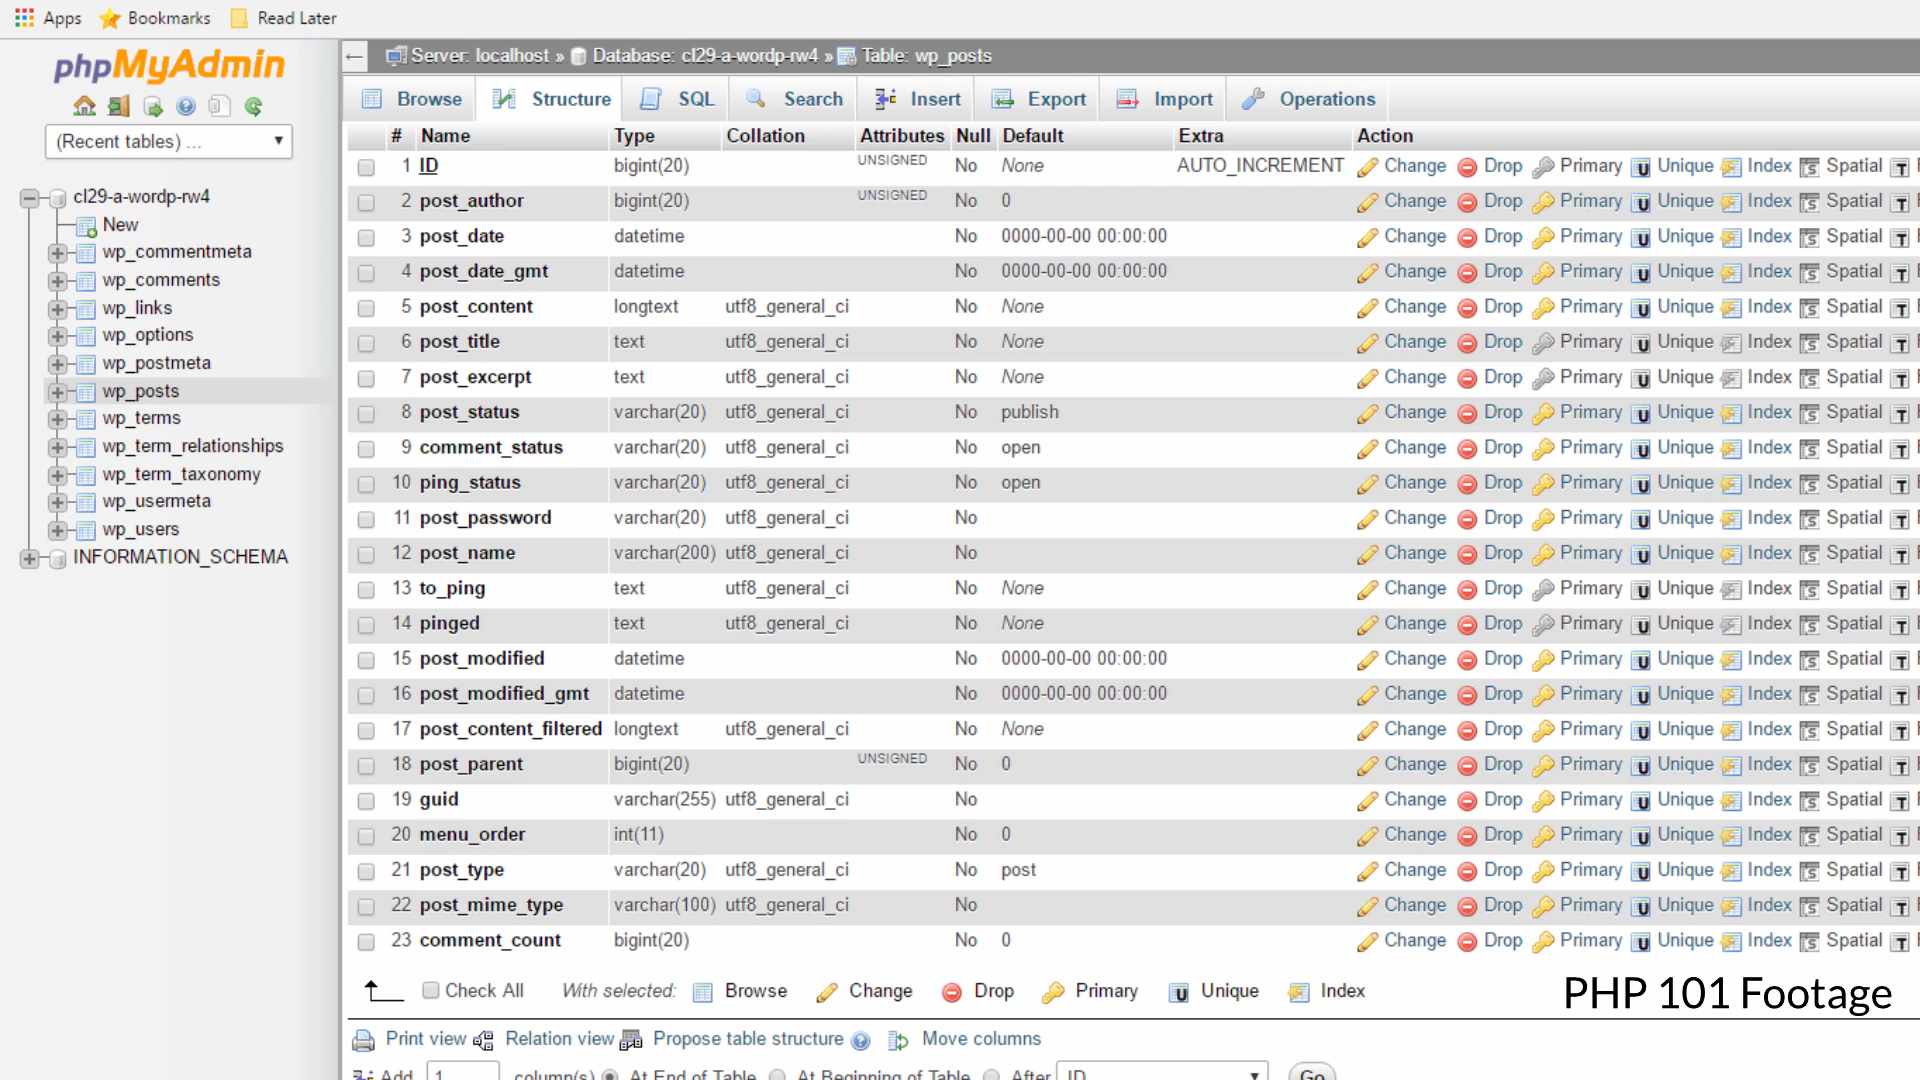 Apps Bookmarks Read Later
phpMyAdmin
(Recent tables) ...
cl29-a-wordp-rw4
New
wp_commentmeta
wp_comments
wp_links
wp_options
wp_postmeta
wp_posts
wp_terms
wp_term_relationships
wp_term_taxonomy
wp_usermeta
wp_users
INFORMATION_SCHEMA
Server: localhost » Database: cl29-a-wordp-rw4 » Table: wp_posts
Browse Structure SQL Search Insert Export Import Operations
# Name Type Collation Attributes Null Default Extra Action
1 ID bigint(20) UNSIGNED No None AUTO_INCREMENT Change Drop Primary Unique Index Spatial
2 post_author bigint(20) UNSIGNED No 0 Change Drop Primary Unique Index Spatial
3 post_date datetime No 0000-00-00 00:00:00 Change Drop Primary Unique Index Spatial
4 post_date_gmt datetime No 0000-00-00 00:00:00 Change Drop Primary Unique Index Spatial
5 post_content longtext utf8_general_ci No None Change Drop Primary Unique Index Spatial
6 post_title text utf8_general_ci No None Change Drop Primary Unique Index Spatial
7 post_excerpt text utf8_general_ci No None Change Drop Primary Unique Index Spatial
8 post_status varchar(20) utf8_general_ci No publish Change Drop Primary Unique Index Spatial
9 comment_status varchar(20) utf8_general_ci No open Change Drop Primary Unique Index Spatial
10 ping_status varchar(20) utf8_general_ci No open Change Drop Primary Unique Index Spatial
11 post_password varchar(20) utf8_general_ci No Change Drop Primary Unique Index Spatial
12 post_name varchar(200) utf8_general_ci No Change Drop Primary Unique Index Spatial
13 to_ping text utf8_general_ci No None Change Drop Primary Unique Index Spatial
14 pinged text utf8_general_ci No None Change Drop Primary Unique Index Spatial
15 post_modified datetime No 0000-00-00 00:00:00 Change Drop Primary Unique Index Spatial
16 post_modified_gmt datetime No 0000-00-00 00:00:00 Change Drop Primary Unique Index Spatial
17 post_content_filtered longtext utf8_general_ci No None Change Drop Primary Unique Index Spatial
18 post_parent bigint(20) UNSIGNED No 0 Change Drop Primary Unique Index Spatial
19 guid varchar(255) utf8_general_ci No Change Drop Primary Unique Index Spatial
20 menu_order int(11) No 0 Change Drop Primary Unique Index Spatial
21 post_type varchar(20) utf8_general_ci No post Change Drop Primary Unique Index Spatial
22 post_mime_type varchar(100) utf8_general_ci No Change Drop Primary Unique Index Spatial
23 comment_count bigint(20) No 0 Change Drop Primary Unique Index Spatial
Check All With selected: Browse Change Drop Primary Unique Index
PHP 101 Footage
Print view Relation view Propose table structure Move columns
Add 1 column(s) At End of Table At Beginning of Table After ID Go